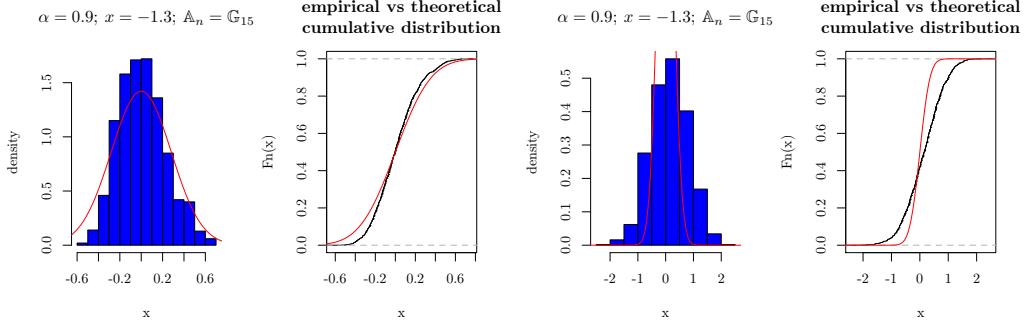 α = 0.9; x = −1.3; 𝔸ₙ = 𝔾₁₅
empirical vs theoretical
cumulative distribution
α = 0.9; x = −1.3; 𝔸ₙ = 𝔾₁₅
empirical vs theoretical
cumulative distribution
density
0.0
0.5
1.0
1.5
-0.6
-0.2
0.2
0.6
x
Fn(x)
0.0
0.2
0.4
0.6
0.8
1.0
-0.6
-0.2
0.2
0.6
x
density
0.0
0.1
0.2
0.3
0.4
0.5
-2
-1
0
1
2
x
Fn(x)
0.0
0.2
0.4
0.6
0.8
1.0
-2
-1
0
1
2
x